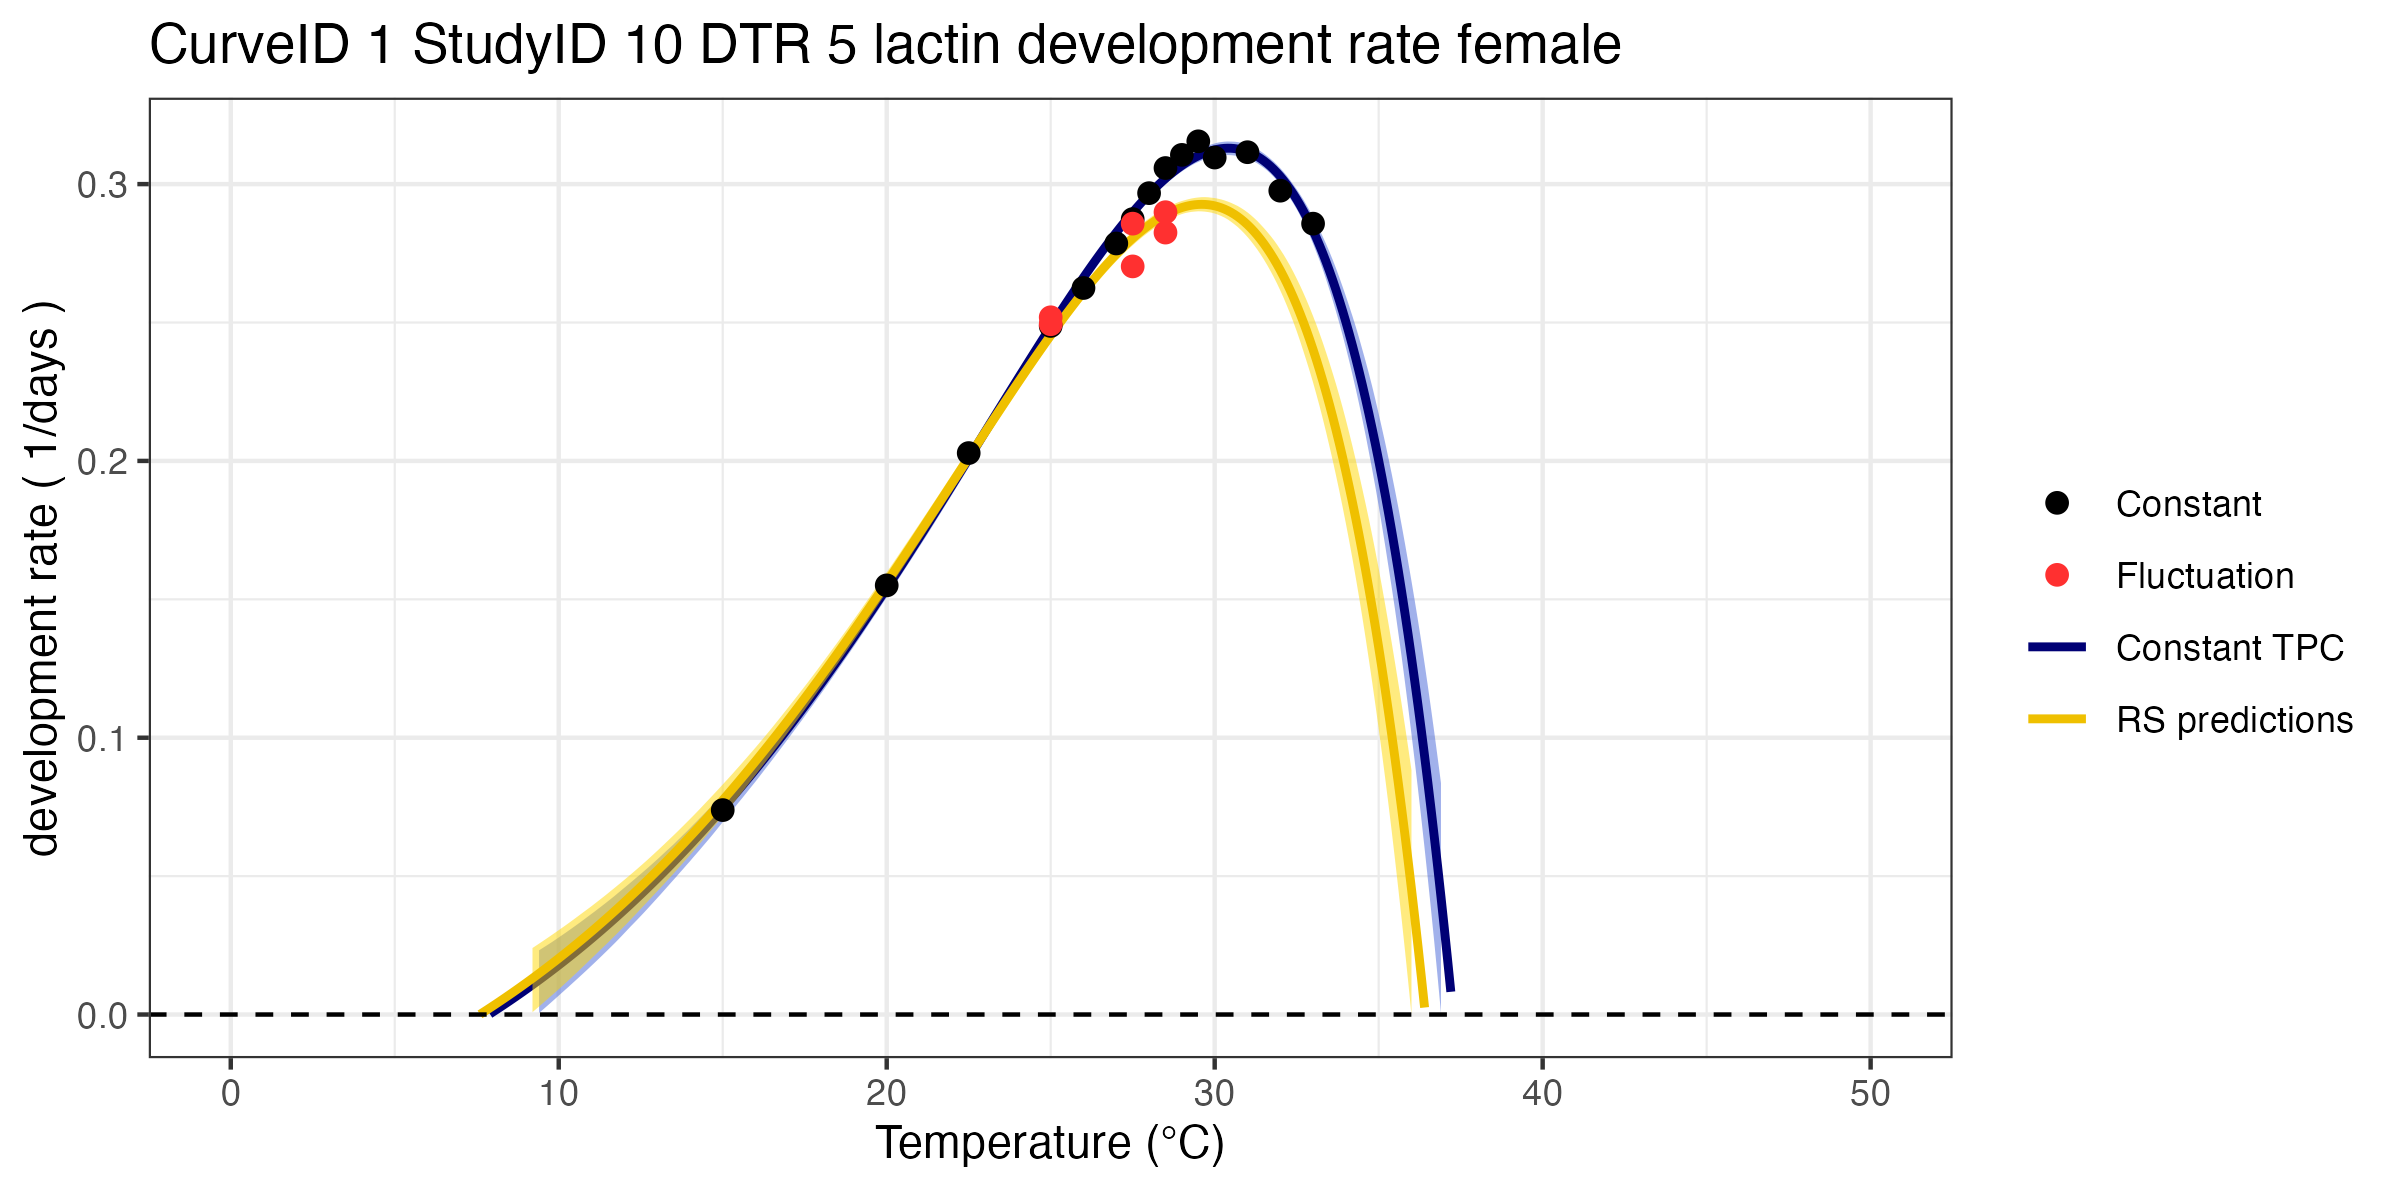 CurveID 1 StudyID 10 DTR 5 lactin development rate female
development rate ( 1/days )
0.3
0.2
0.1
0.0
0 10 20 30 40 50
Temperature (°C)
Constant
Fluctuation
Constant TPC
RS predictions